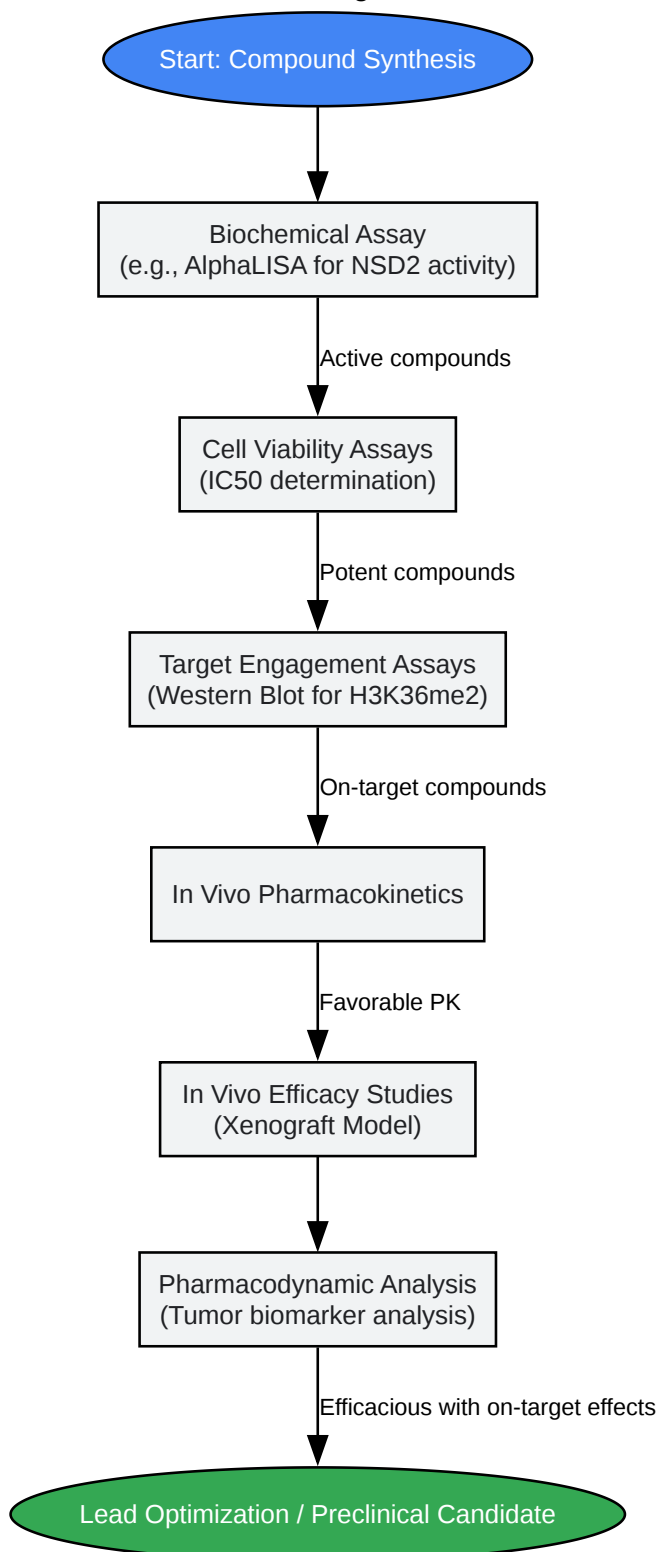 Start: Compound Synthesis
Biochemical Assay
(e.g., AlphaLISA for NSD2 activity)
Active compounds
Cell Viability Assays
(IC50 determination)
Potent compounds
Target Engagement Assays
(Western Blot for H3K36me2)
On-target compounds
In Vivo Pharmacokinetics
Favorable PK
In Vivo Efficacy Studies
(Xenograft Model)
Pharmacodynamic Analysis
(Tumor biomarker analysis)
Efficacious with on-target effects
Lead Optimization / Preclinical Candidate